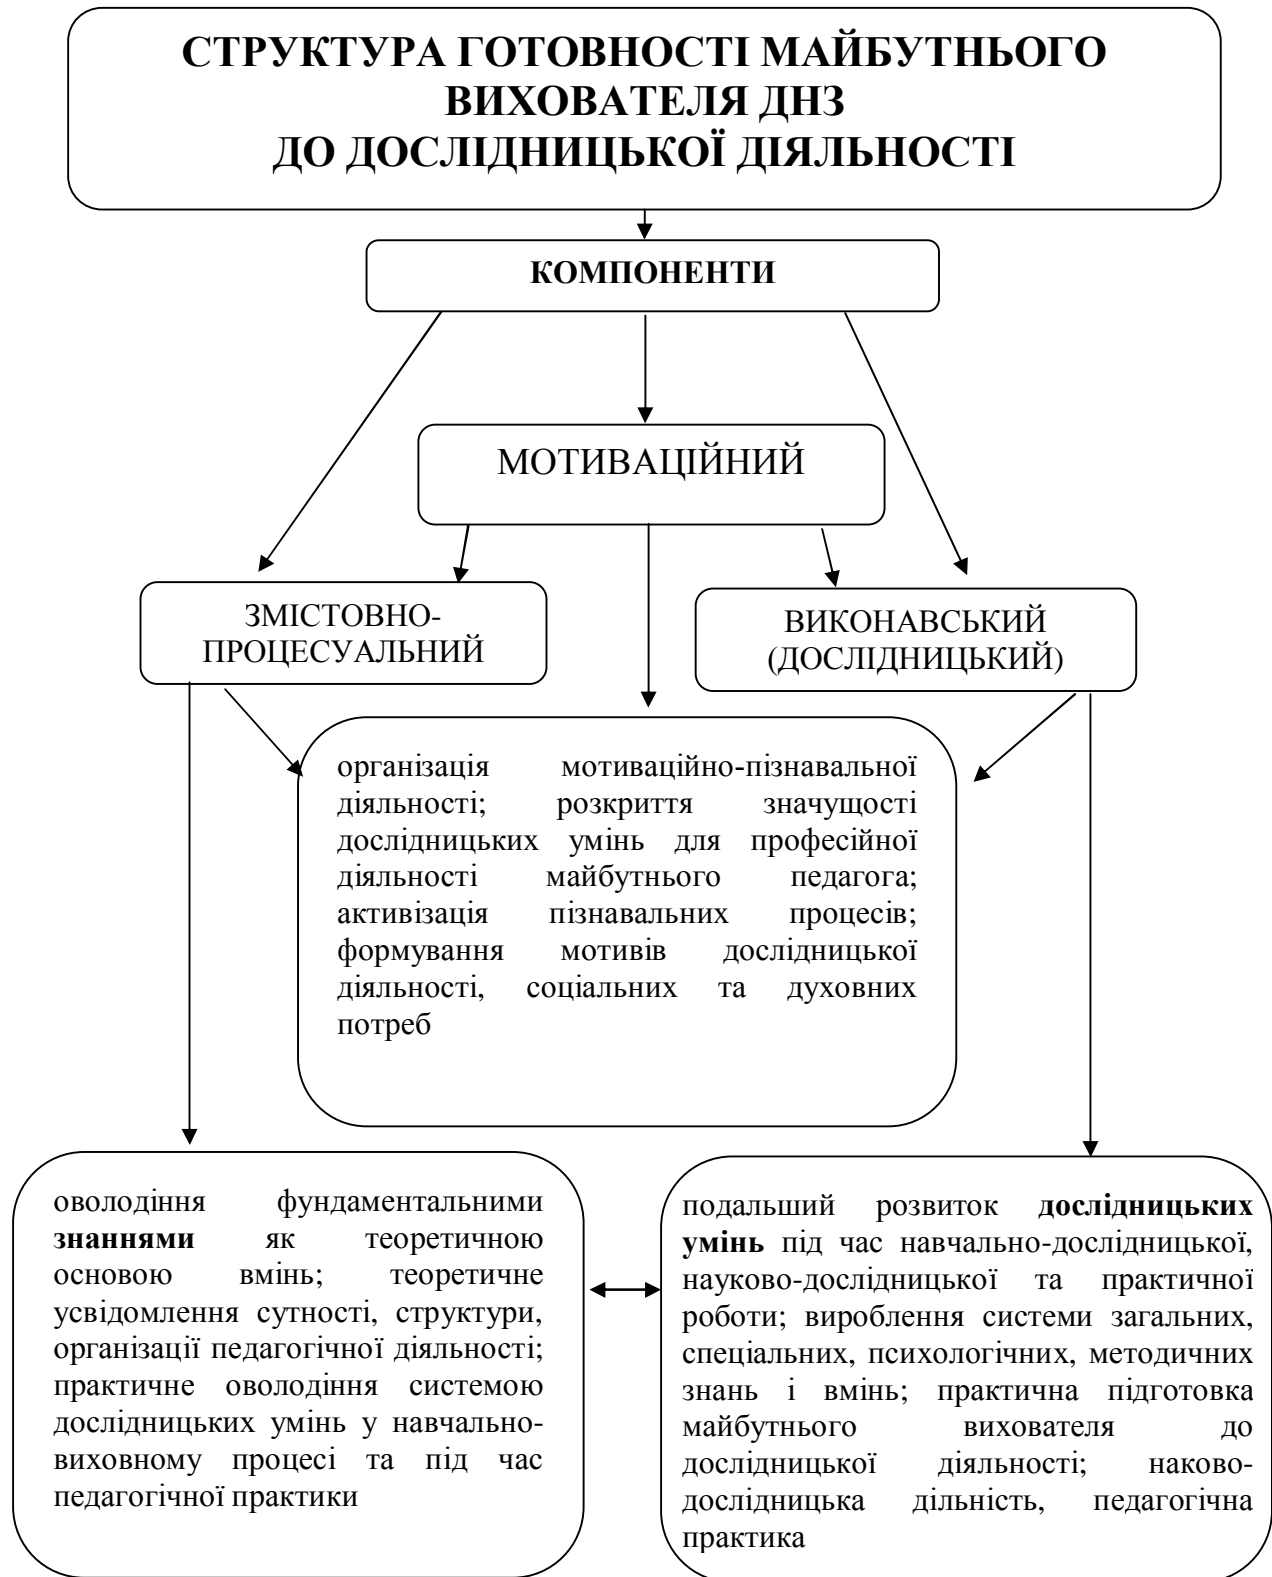 СТРУКТУРА ГОТОВНОСТІ МАЙБУТНЬОГО
ВИХОВАТЕЛЯ ДНЗ
ДО ДОСЛІДНИЦЬКОЇ ДІЯЛЬНОСТІ
КОМПОНЕНТИ
МОТИВАЦІЙНИЙ
ЗМІСТОВНО-
ПРОЦЕСУАЛЬНИЙ
ВИКОНАВСЬКИЙ
(ДОСЛІДНИЦЬКИЙ)
організація мотиваційно-пізнавальної
діяльності; розкриття значущості
дослідницьких умінь для професійної
діяльності майбутнього педагога;
активізація пізнавальних процесів;
формування мотивів дослідницької
діяльності, соціальних та духовних
потреб
оволодіння фундаментальними
знаннями як теоретичною
основою вмінь; теоретичне
усвідомлення сутності, структури,
організації педагогічної діяльності;
практичне оволодіння системою
дослідницьких умінь у навчально-
виховному процесі та під час
педагогічної практики
подальший розвиток дослідницьких
умінь під час навчально-дослідницької,
науково-дослідницької та практичної
роботи; вироблення системи загальних,
спеціальних, психологічних, методичних
знань і вмінь; практична підготовка
майбутнього вихователя до
дослідницької діяльності; наково-
дослідницька дільність, педагогічна
практика